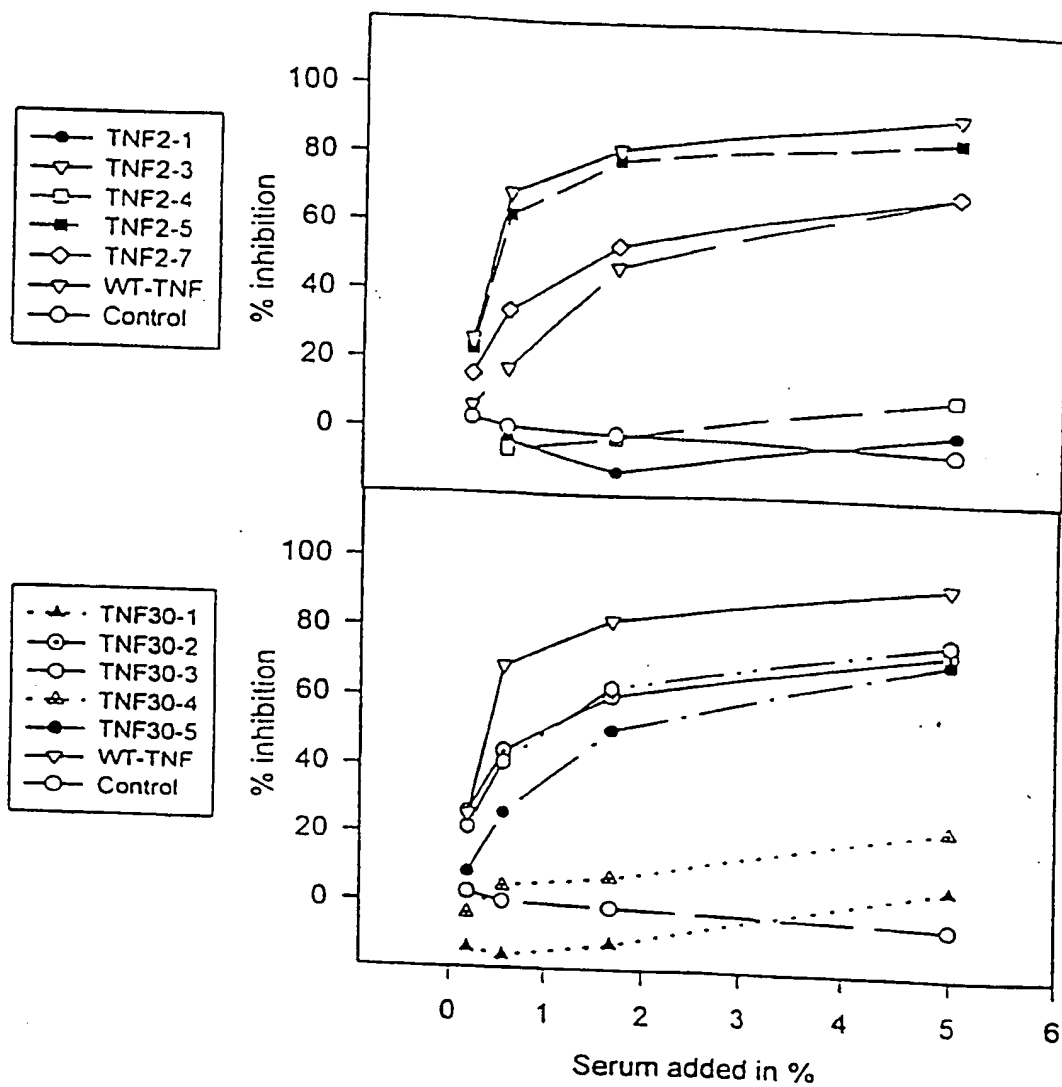 TNF2-1
TNF2-3
TNF2-4
TNF2-5
TNF2-7
WT-TNF
Control
% inhibition
100
80
60
40
20
0
TNF30-1
TNF30-2
TNF30-3
TNF30-4
TNF30-5
WT-TNF
Control
% inhibition
100
80
60
40
20
0
0 1 2 3 4 5 6
Serum added in %